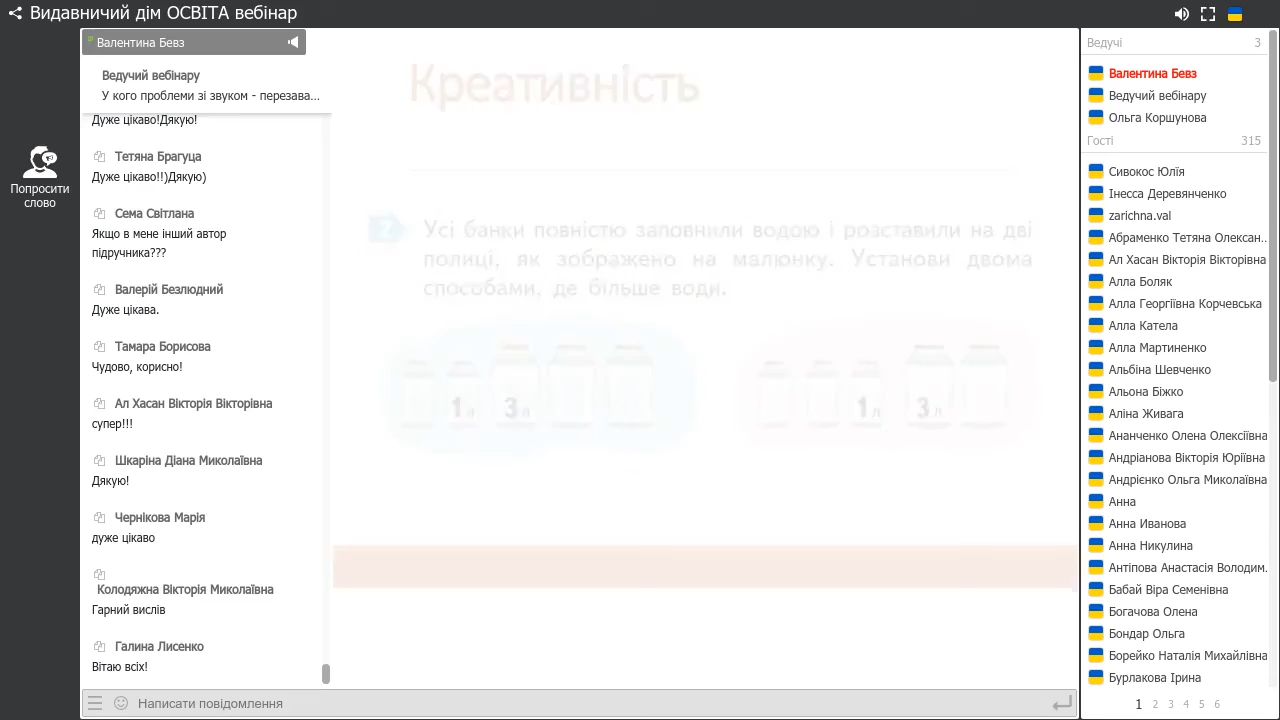 Видавничий дім ОСВІТА вебінар
Попросити
слово
Валентина Бевз
Ведучий вебінару
У кого проблеми зі звуком - перезава...
Дуже цікаво!Дякую!
Тетяна Брагуца
Дуже цікаво!!)Дякую)
Сема Світлана
Якщо в мене інший автор
підручника???
Валерій Безлюдний
Дуже цікава.
Тамара Борисова
Чудово, корисно!
Ал Хасан Вікторія Вікторівна
супер!!!
Шкаріна Діана Миколаївна
Дякую!
Чернікова Марія
дуже цікаво
Колодяжна Вікторія Миколаївна
Гарний вислів
Галина Лисенко
Вітаю всіх!
Написати повідомлення
Креативність
Усі банки повністю заповнили водою і розставили на дві
полиці, як зображено на малюнку. Установи двома
способами, де більше води.
1 л 3 л
1 л 3 л
Ведучі 3
Валентина Бевз
Ведучий вебінару
Ольга Коршунова
Гості 315
Сивокос Юлїя
Інесса Деревянченко
zarichna.val
Абраменко Тетяна Олексан..
Ал Хасан Вікторія Вікторівна
Алла Боляк
Алла Георгіївна Корчевська
Алла Катела
Алла Мартиненко
Альбіна Шевченко
Альона Біжко
Аліна Живага
Ананченко Олена Олексіївна
Андріанова Вікторія Юріївна
Андрієнко Ольга Миколаївна
Анна
Анна Иванова
Анна Никулина
Антіпова Анастасія Володим.
Бабай Віра Семенівна
Богачова Олена
Бондар Ольга
Борейко Наталія Михайлівна
Бурлакова Ірина
1 2 3 4 5 6